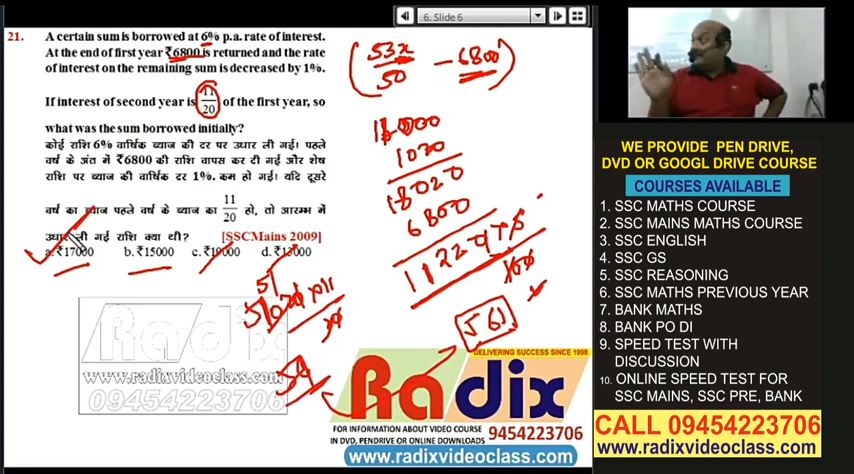 6. Slide 6
21. A certain sum is borrowed at 6% p.a. rate of interest.
At the end of first year ₹6800 is returned and the rate
of interest on the remaining sum is decreased by 1%.
If interest of second year is 11/20 of the first year, so
what was the sum borrowed initially?
कोई राशि 6% वार्षिक ब्याज की दर पर उधार ली गई। पहले
वर्ष के अंत में ₹6800 की राशि वापस कर दी गई और शेष
राशि पर ब्याज की वार्षिक दर 1% कम हो गई। यदि दूसरे
वर्ष का ब्याज पहले वर्ष के ब्याज का 11/20 हो, तो आरम्भ में
उधार ली गई राशि क्या थी? [SSCMains 2009]
a. ₹17000 b. ₹15000 c. ₹19000 d. ₹13000
(53x/50 - 6800)
1020
18020
6800
11220
561
Radix
www.radixvideoclass.com
09454223706
DELIVERING SUCCESS SINCE 1998
Radix
FOR INFORMATION ABOUT VIDEO COURSE
IN DVD, PENDRIVE OR ONLINE DOWNLOADS 9454223706
www.radixvideoclass.com
WE PROVIDE PEN DRIVE,
DVD OR GOOGL DRIVE COURSE
COURSES AVAILABLE
1. SSC MATHS COURSE
2. SSC MAINS MATHS COURSE
3. SSC ENGLISH
4. SSC GS
5. SSC REASONING
6. SSC MATHS PREVIOUS YEAR
7. BANK MATHS
8. BANK PO DI
9. SPEED TEST WITH
DISCUSSION
10. ONLINE SPEED TEST FOR
SSC MAINS, SSC PRE, BANK
CALL 09454223706
www.radixvideoclass.com